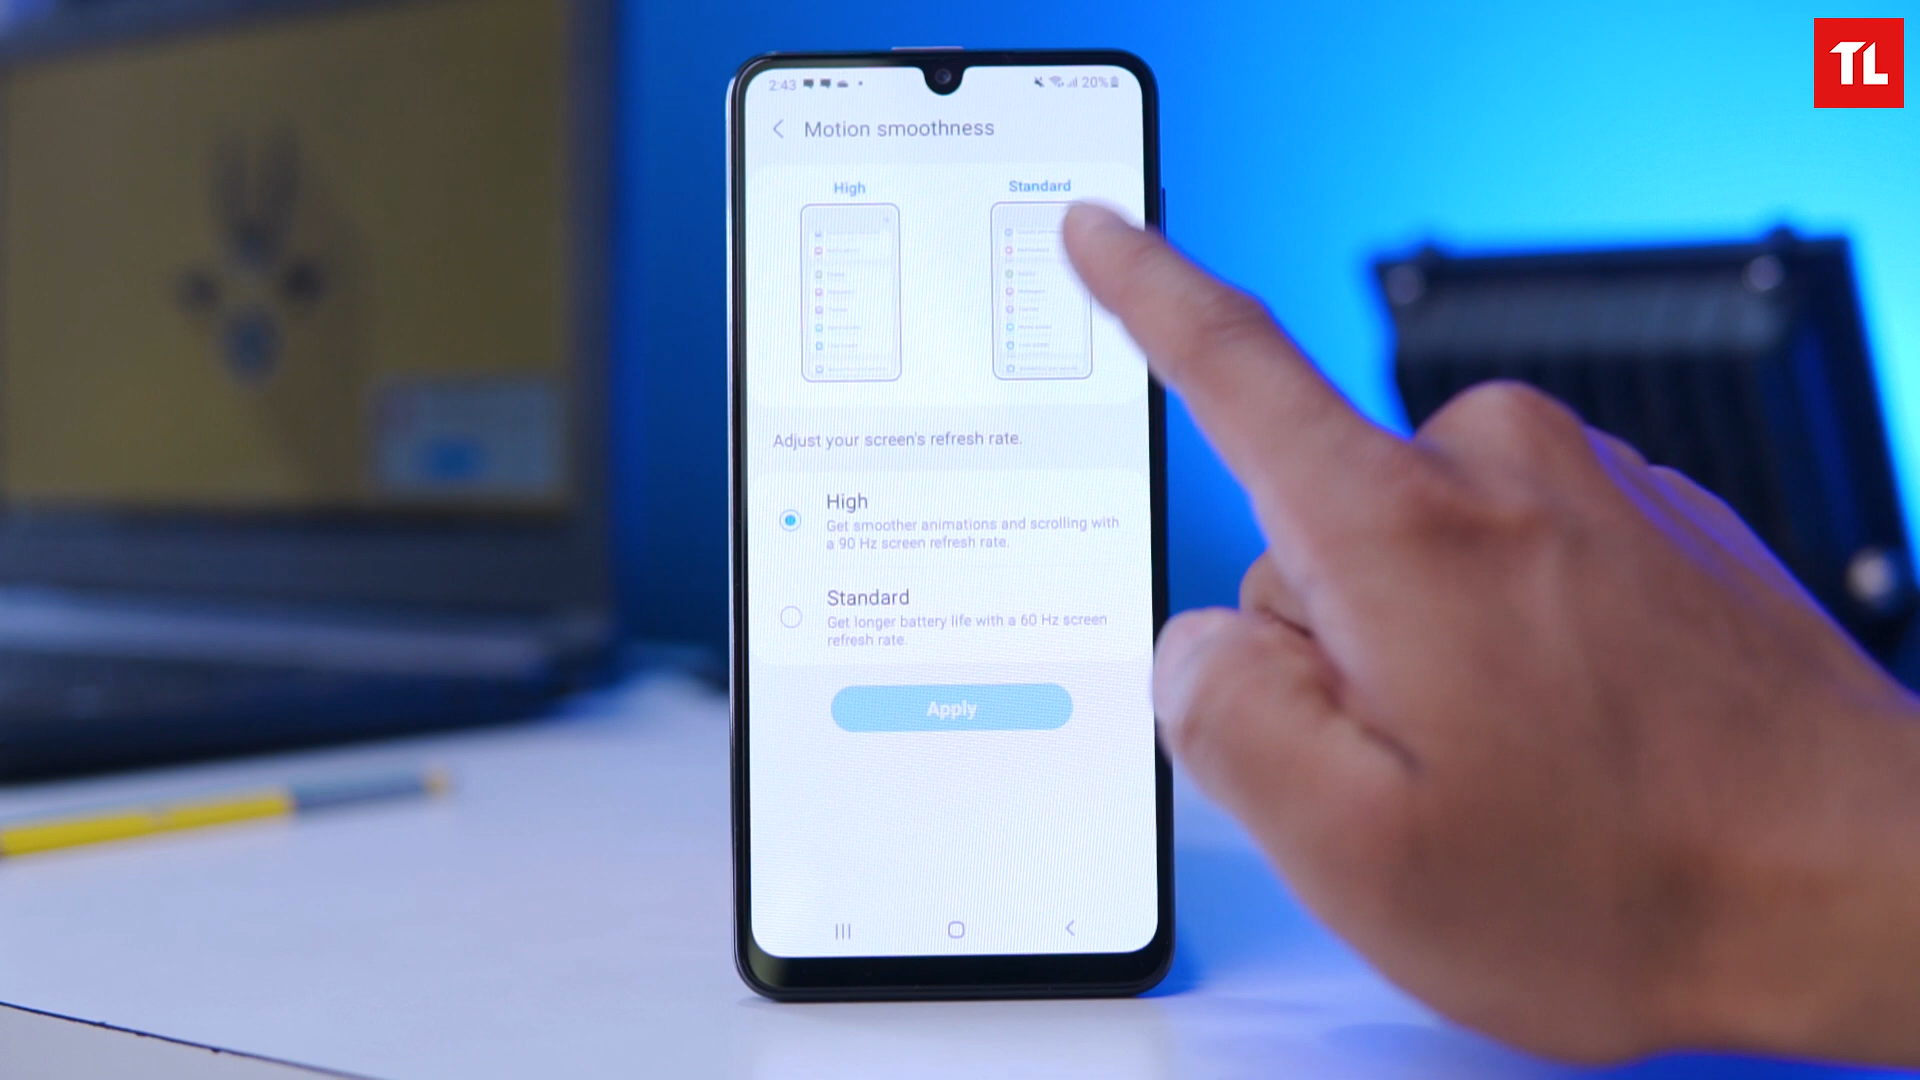 TL
2:43 20%
Motion smoothness
High Standard
Adjust your screen's refresh rate.
High
Get smoother animations and scrolling with
a 90 Hz screen refresh rate.
Standard
Get longer battery life with a 60 Hz screen
refresh rate.
Apply